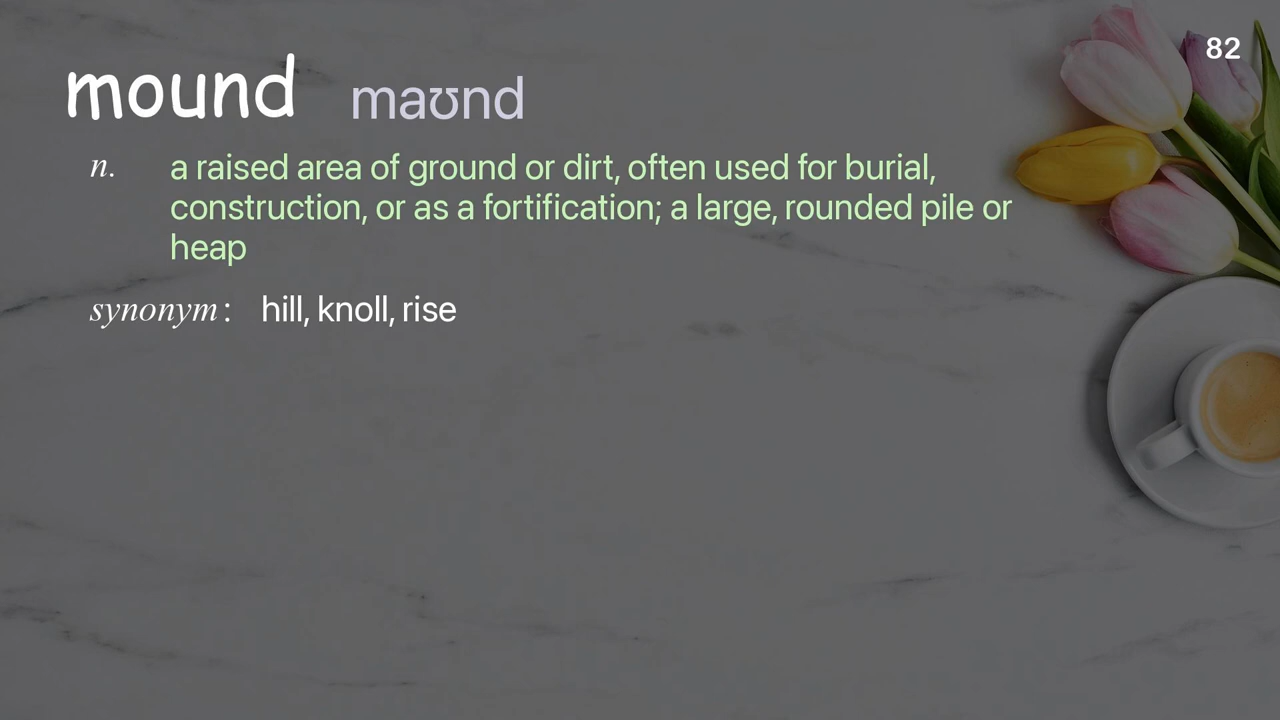 82
mound maʊnd
n. a raised area of ground or dirt, often used for burial,
construction, or as a fortification; a large, rounded pile or
heap
synonym: hill, knoll, rise